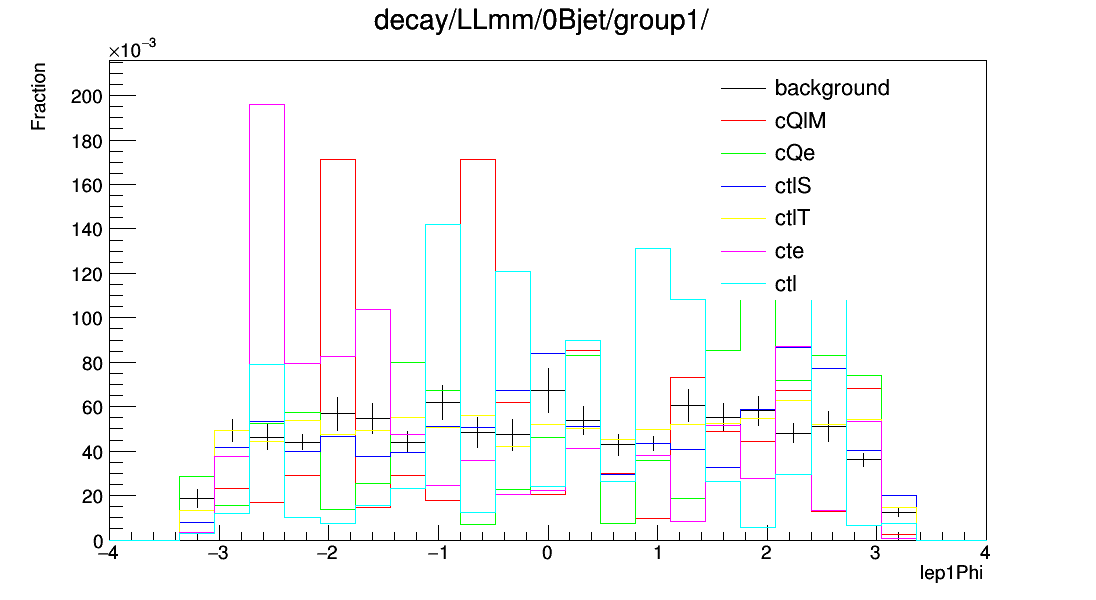 decay/LLmm/0Bjet/group1/
×10⁻³
Fraction
200
180
160
140
120
100
80
60
40
20
0
background
cQlM
cQe
ctlS
ctlT
cte
ctl
−4 −3 −2 −1 0 1 2 3 4
lep1Phi